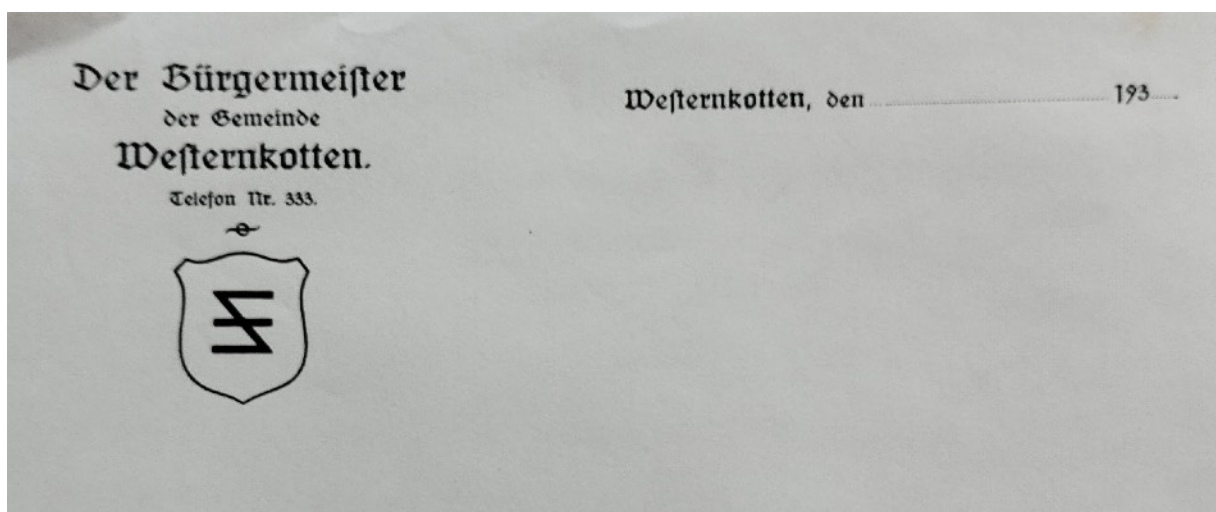 Der Bürgermeiſter
der Gemeinde
Weſternkotten.
Telefon Nr. 333.
Weſternkotten, den 193